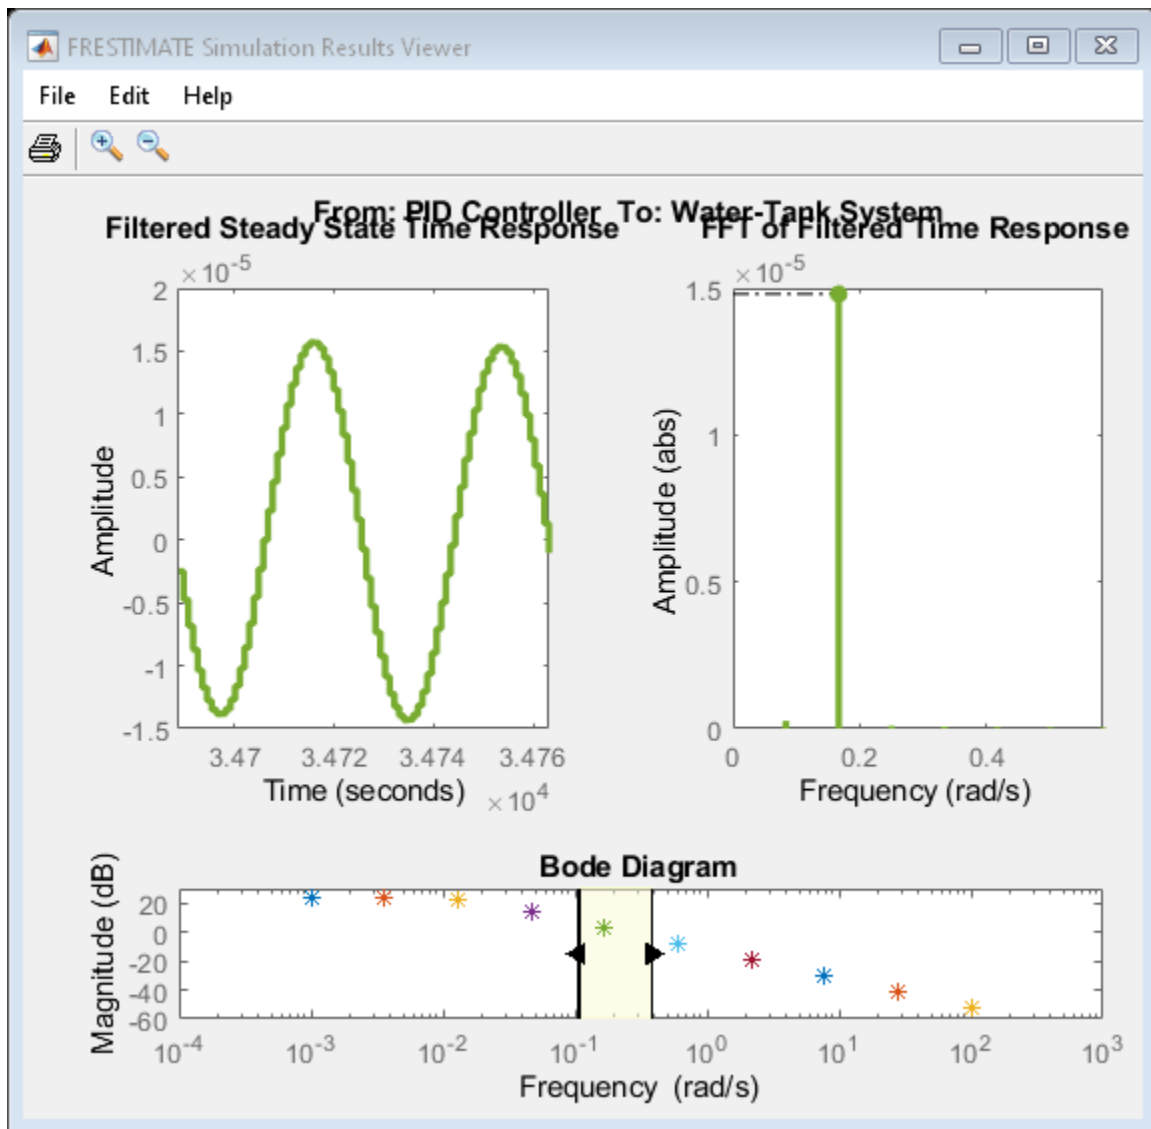 FRESTIMATE Simulation Results Viewer
File Edit Help
From: PID Controller To: Water-Tank System
Filtered Steady State Time Response
FFT of Filtered Time Response
×10^-5
2
1.5
1
0.5
0
-0.5
-1
-1.5
Amplitude
3.47 3.472 3.474 3.476
Time (seconds)
×10^4
×10^-5
1.5
1
0.5
0
Amplitude (abs)
0 0.2 0.4
Frequency (rad/s)
Bode Diagram
Magnitude (dB)
20
0
-20
-40
-60
10^-4 10^-3 10^-2 10^-1 10^0 10^1 10^2 10^3
Frequency (rad/s)